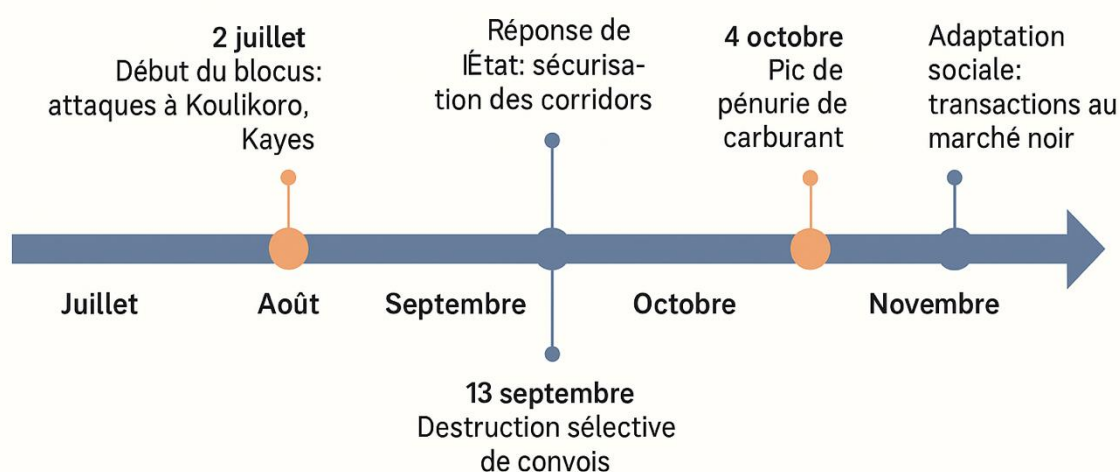 2 juillet
Début du blocus:
attaques à Koulikoro,
Kayes
Réponse de
lÉtat: sécurisa-
tion des corridors
4 octobre
Pic de
pénurie de
carburant
Adaptation
sociale:
transactions au
marché noir
Juillet
Août
Septembre
Octobre
Novembre
13 septembre
Destruction sélective
de convois